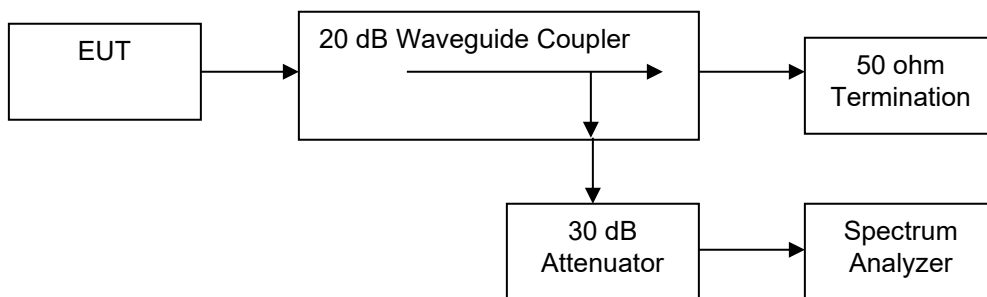 EUT
20 dB Waveguide Coupler
50 ohm
Termination
30 dB
Attenuator
Spectrum
Analyzer